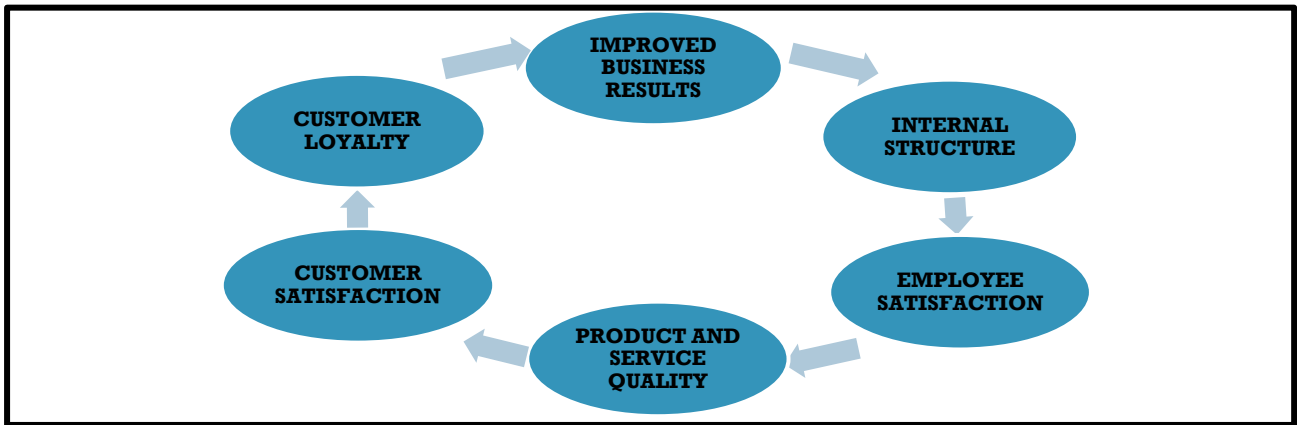 IMPROVED
BUSINESS
RESULTS
INTERNAL
STRUCTURE
EMPLOYEE
SATISFACTION
PRODUCT AND
SERVICE
QUALITY
CUSTOMER
SATISFACTION
CUSTOMER
LOYALTY